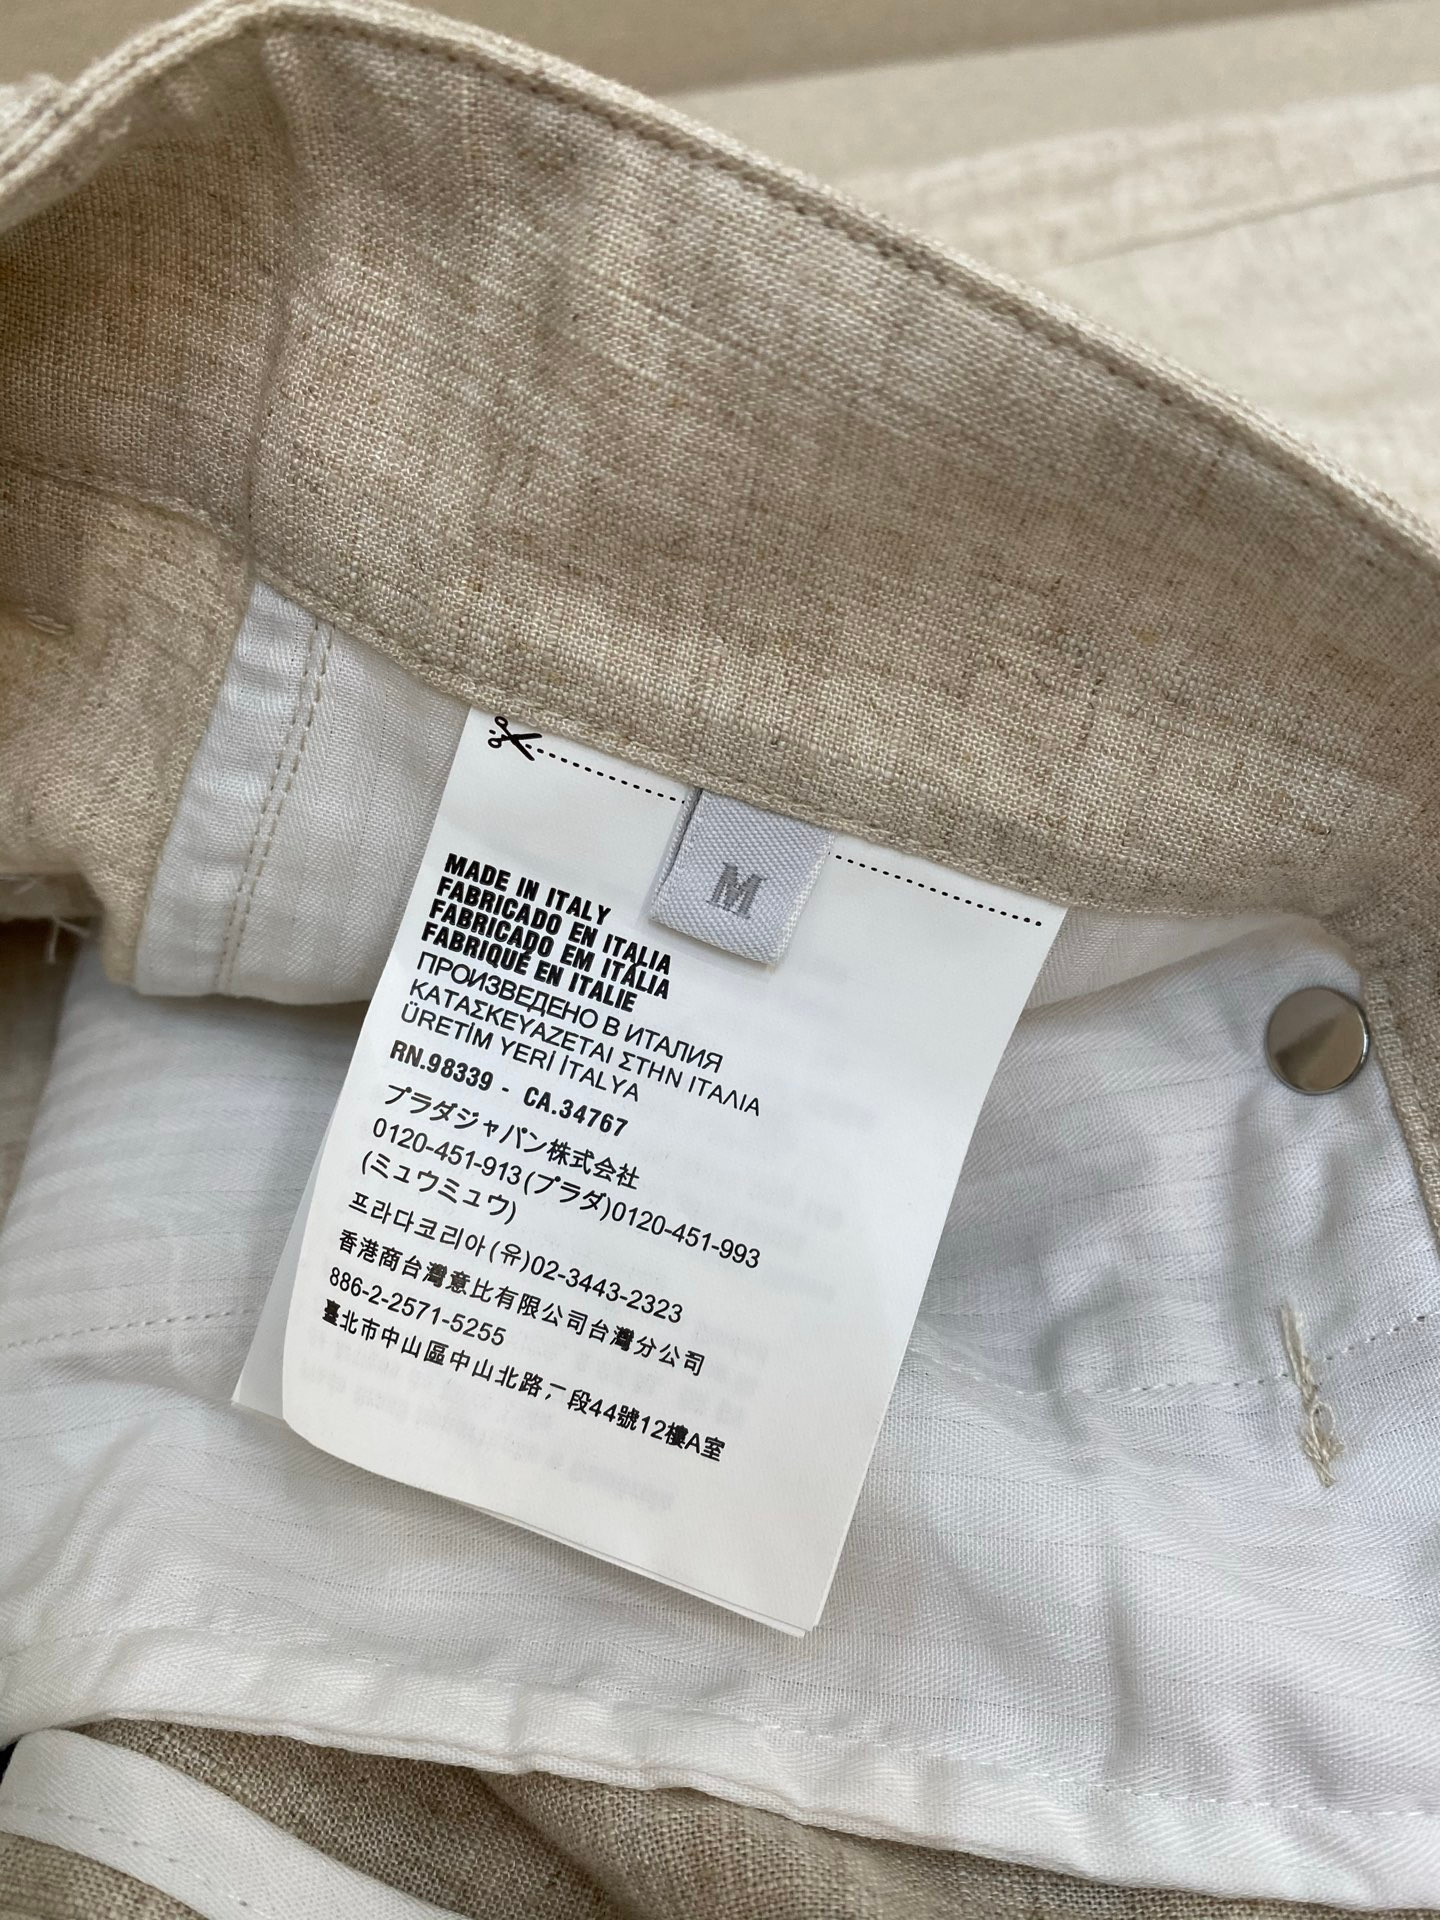 M
MADE IN ITALY
FABRICADO EN ITALIA
FABRICADO EM ITÁLIA
FABRIQUÉ EN ITALIE
ПРОИЗВЕДЕНО В ИТАЛИЯ
ΚΑΤΑΣΚΕYAZETAI ΣΤΗΝ ΙΤΑΛΙΑ
ÜRETİM YERİ İTALYA
RN.98339 - CA.34767
プラダジャパン株式会社
0120-451-913(プラダ)0120-451-993
(ミュウミュウ)
프라다코리아(유)02-3443-2323
香港商台灣意比有限公司台灣分公司
886-2-2571-5255
臺北市中山區中山北路二段44號12樓A室